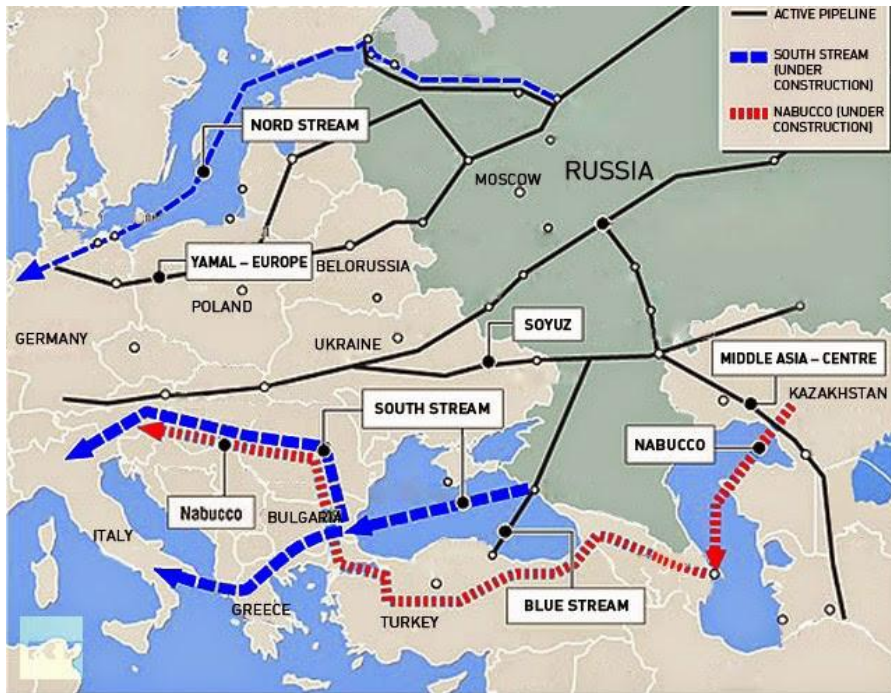 ACTIVE PIPELINE
SOUTH STREAM
(UNDER
CONSTRUCTION)
NABUCCO (UNDER
CONSTRUCTION)
NORD STREAM
MOSCOW
RUSSIA
YAMAL – EUROPE
BELORUSSIA
POLAND
GERMANY
UKRAINE
SOYUZ
MIDDLE ASIA – CENTRE
KAZAKHSTAN
SOUTH STREAM
NABUCCO
Nabucco
BULGARIA
ITALY
GREECE
TURKEY
BLUE STREAM